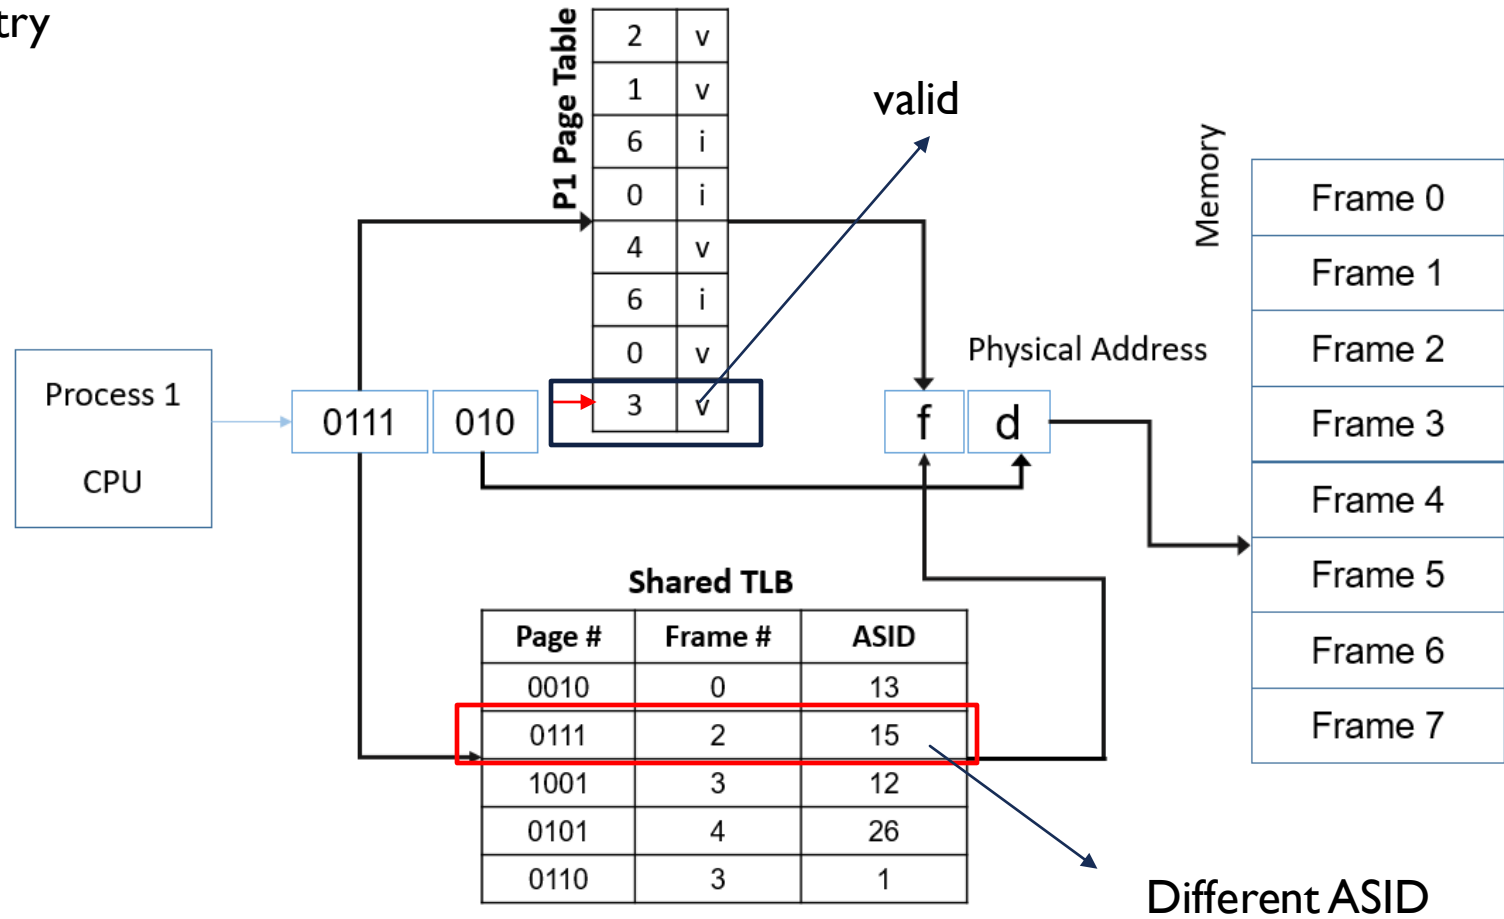 try
P1 Page Table
2 v
1 v
6 i
0 i
4 v
6 i
0 v
3 v
valid
Memory
Frame 0
Frame 1
Frame 2
Frame 3
Frame 4
Frame 5
Frame 6
Frame 7
Physical Address
Process 1
CPU
0111 010
f d
Shared TLB
Page # Frame # ASID
0010 0 13
0111 2 15
1001 3 12
0101 4 26
0110 3 1
Different ASID